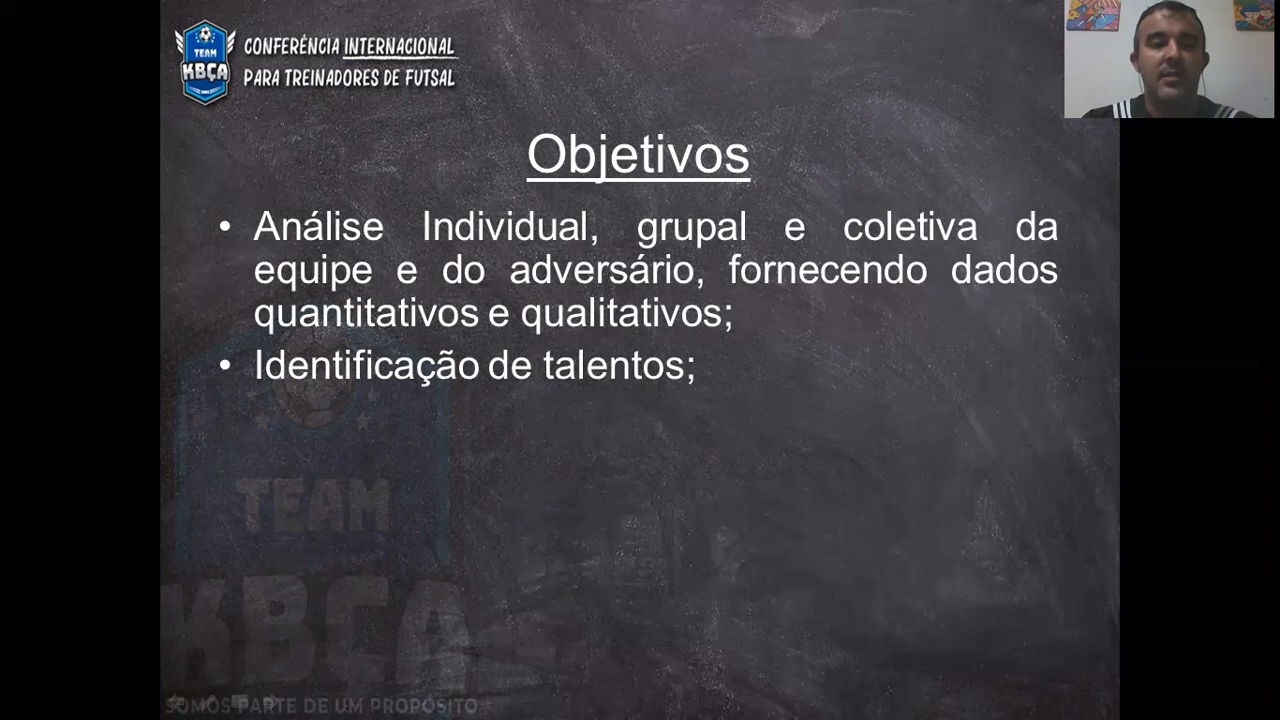 TEAM
KBÇA
CONFERÊNCIA INTERNACIONAL
PARA TREINADORES DE FUTSAL
Objetivos
• Análise Individual, grupal e coletiva da
equipe e do adversário, fornecendo dados
quantitativos e qualitativos;
• Identificação de talentos;
TEAM
KBÇA
SOMOS PARTE DE UM PROPÓSITO